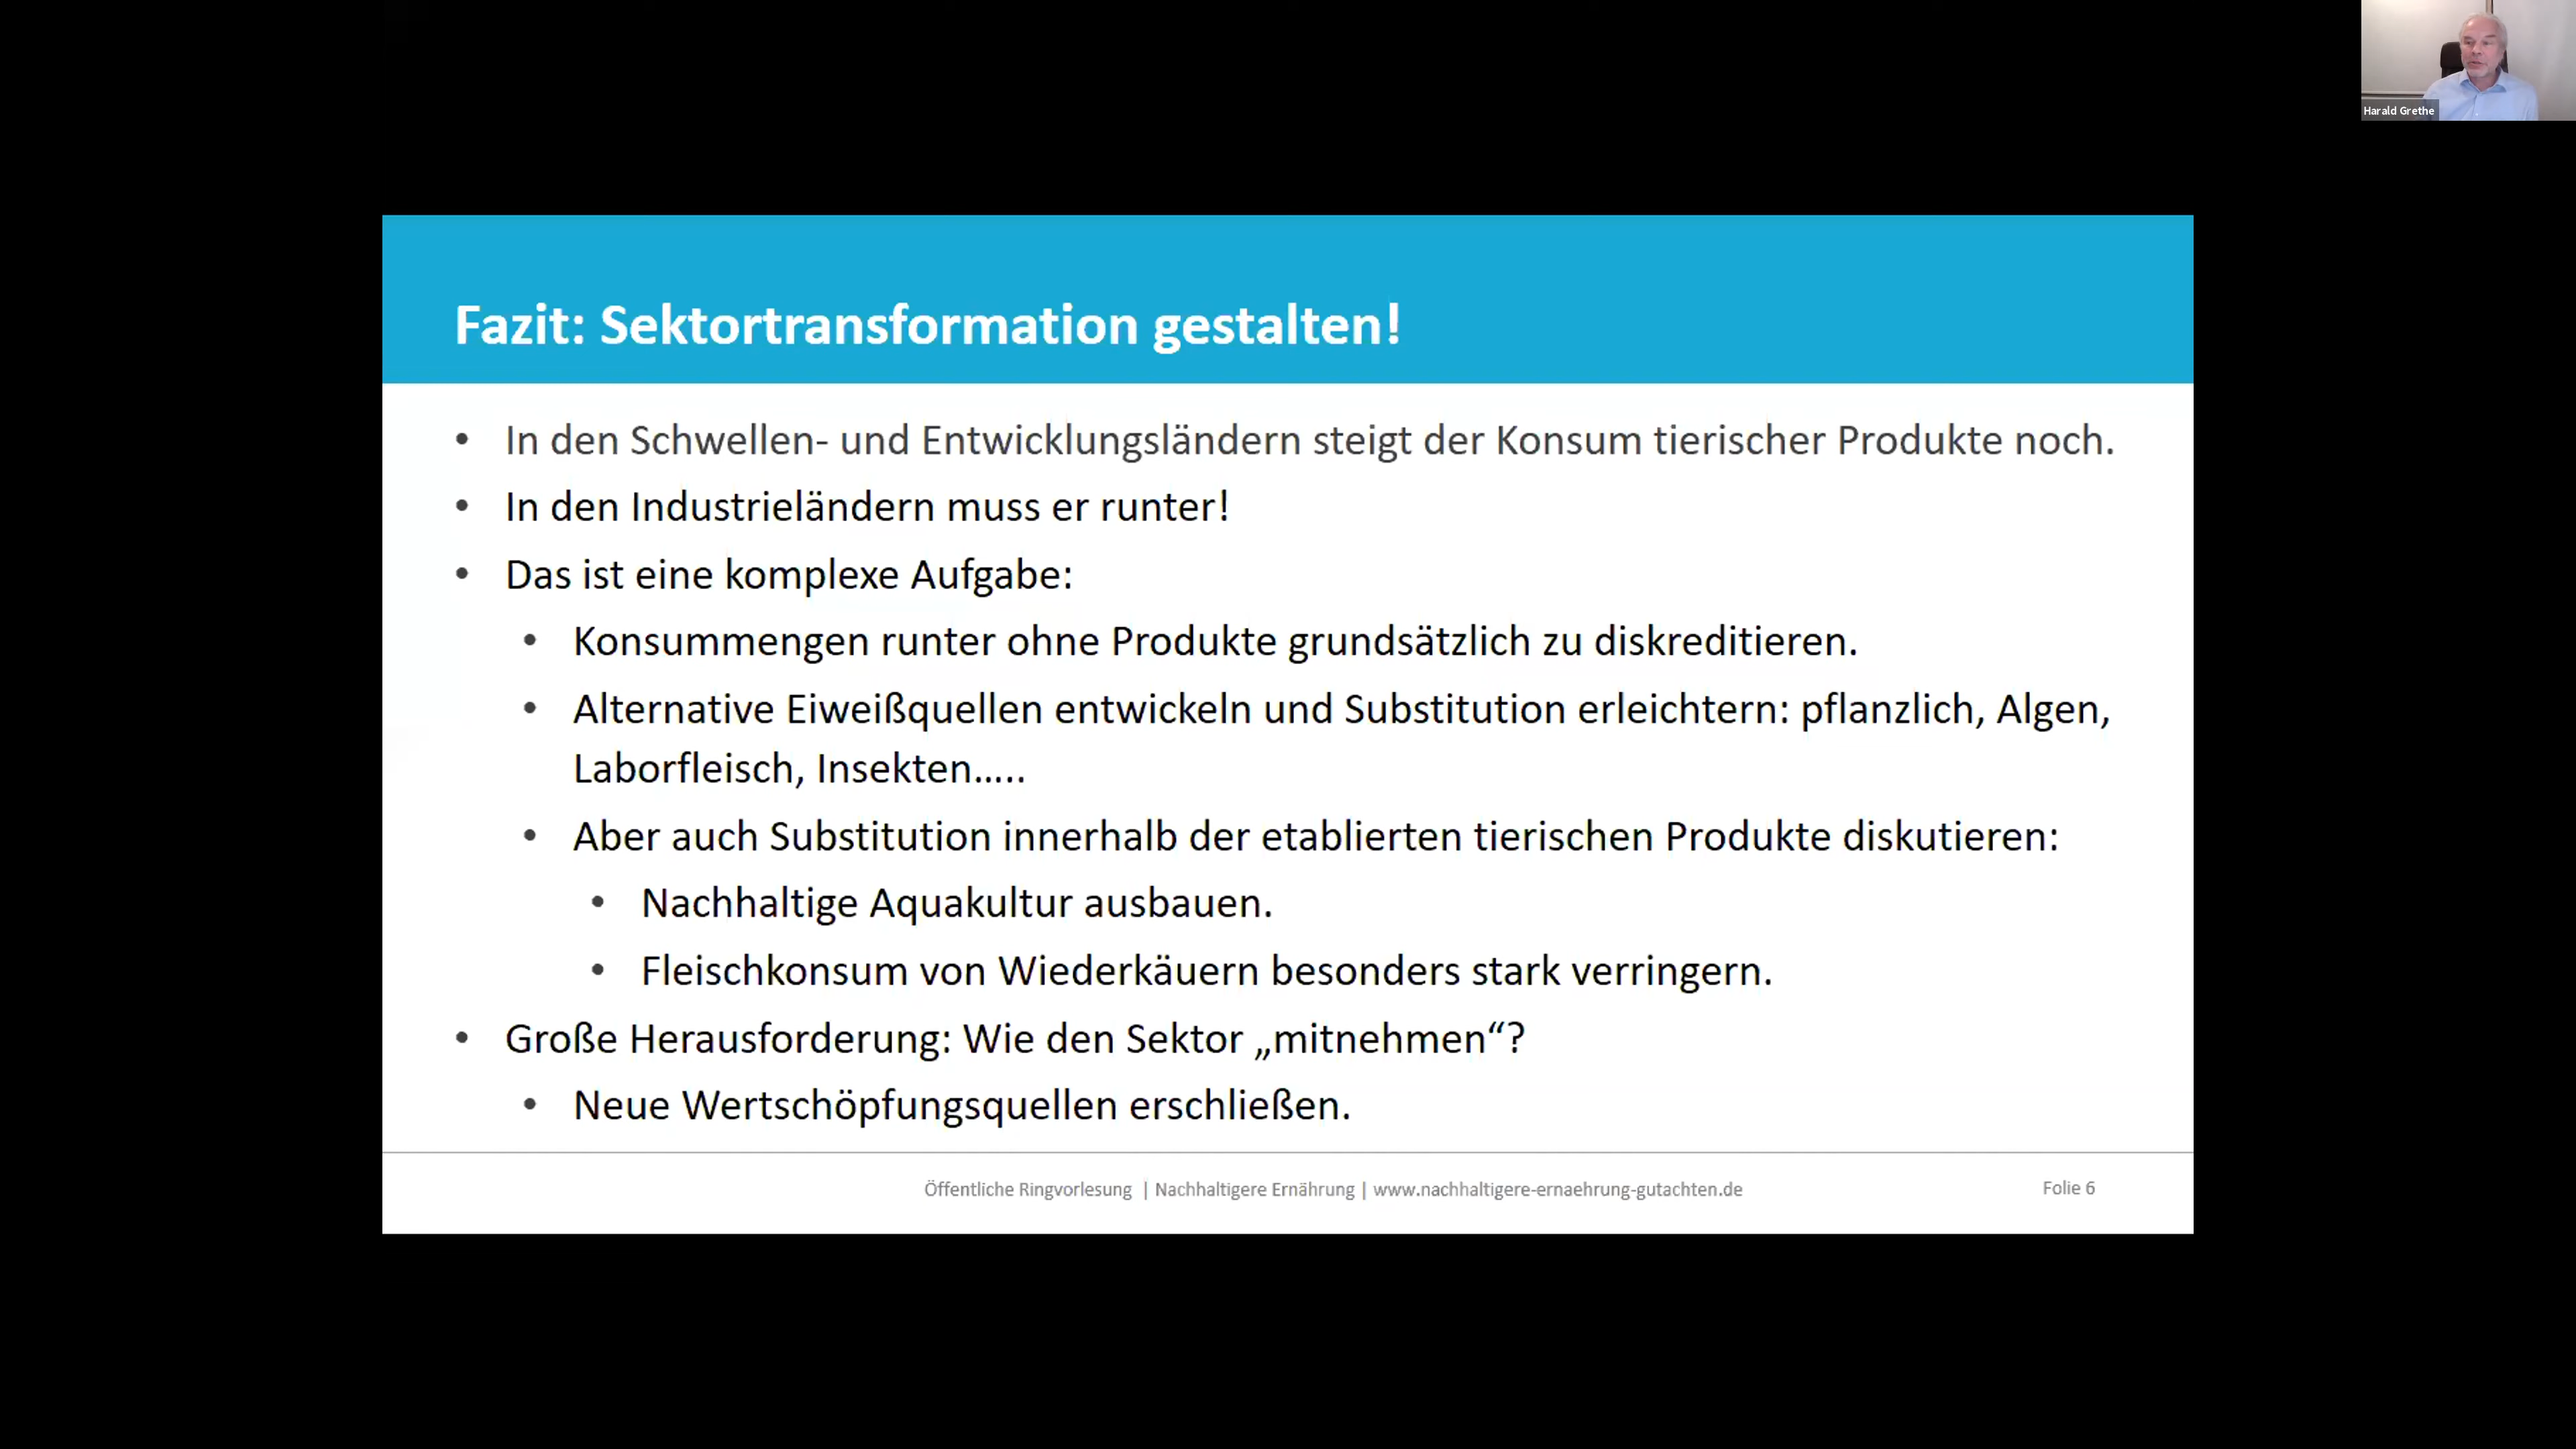 Harald Grethe
Fazit: Sektortransformation gestalten!
• In den Schwellen- und Entwicklungsländern steigt der Konsum tierischer Produkte noch.
• In den Industrieländern muss er runter!
• Das ist eine komplexe Aufgabe:
• Konsummengen runter ohne Produkte grundsätzlich zu diskreditieren.
• Alternative Eiweißquellen entwickeln und Substitution erleichtern: pflanzlich, Algen,
Laborfleisch, Insekten.....
• Aber auch Substitution innerhalb der etablierten tierischen Produkte diskutieren:
• Nachhaltige Aquakultur ausbauen.
• Fleischkonsum von Wiederkäuern besonders stark verringern.
• Große Herausforderung: Wie den Sektor „mitnehmen“?
• Neue Wertschöpfungsquellen erschließen.
Öffentliche Ringvorlesung | Nachhaltigere Ernährung | www.nachhaltigere-ernaehrung-gutachten.de
Folie 6